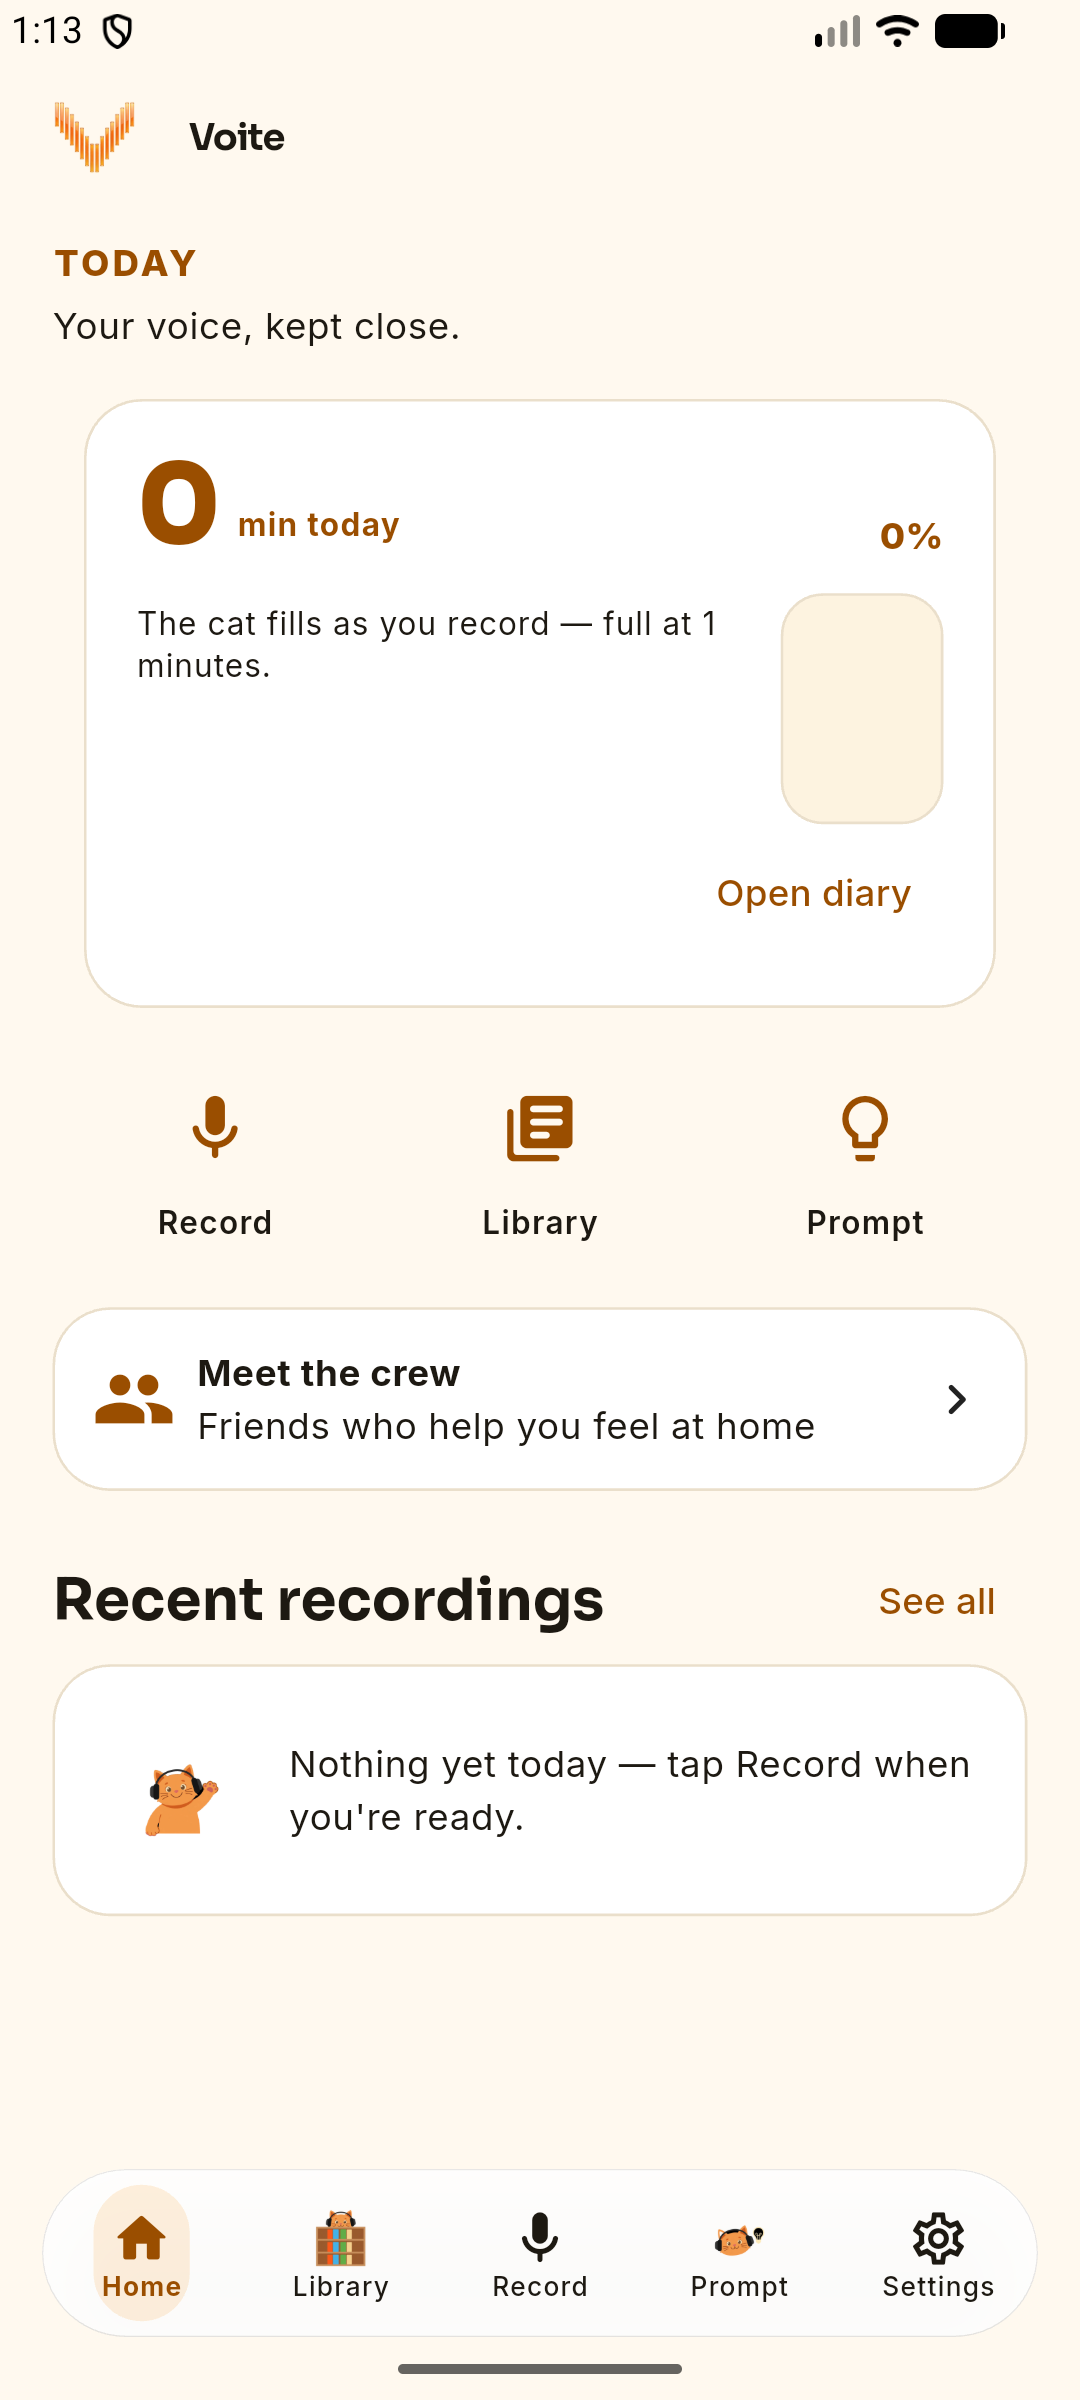 1:13
Voite
TODAY
Your voice, kept close.
0 min today
0%
The cat fills as you record — full at 1
minutes.
Open diary
Record
Library
Prompt
Meet the crew
Friends who help you feel at home
Recent recordings
See all
Nothing yet today — tap Record when
you're ready.
Home
Library
Record
Prompt
Settings